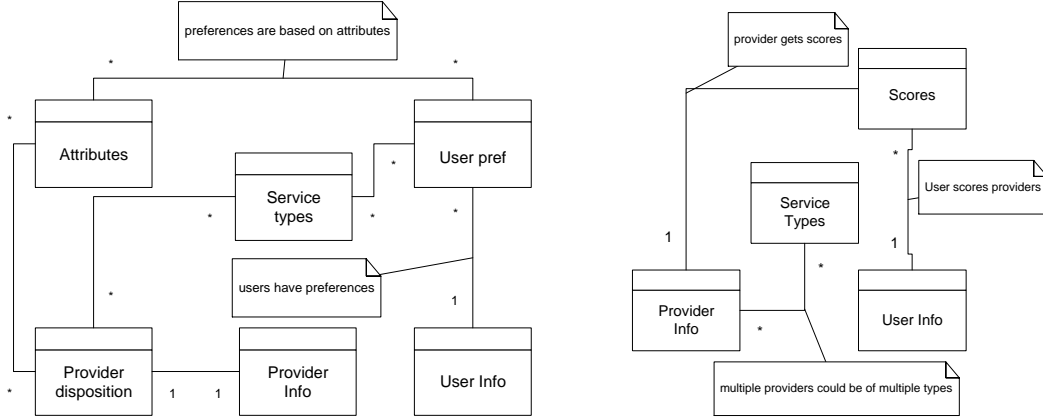 preferences are based on attributes
*
*
*
Attributes
User pref
*
*
*
*
Service
types
*
users have preferences
*
1
Provider
disposition
Provider
Info
User Info
*
1
1
provider gets scores
Scores
*
User scores providers
Service
Types
1
1
*
Provider
Info
User Info
*
multiple providers could be of multiple types